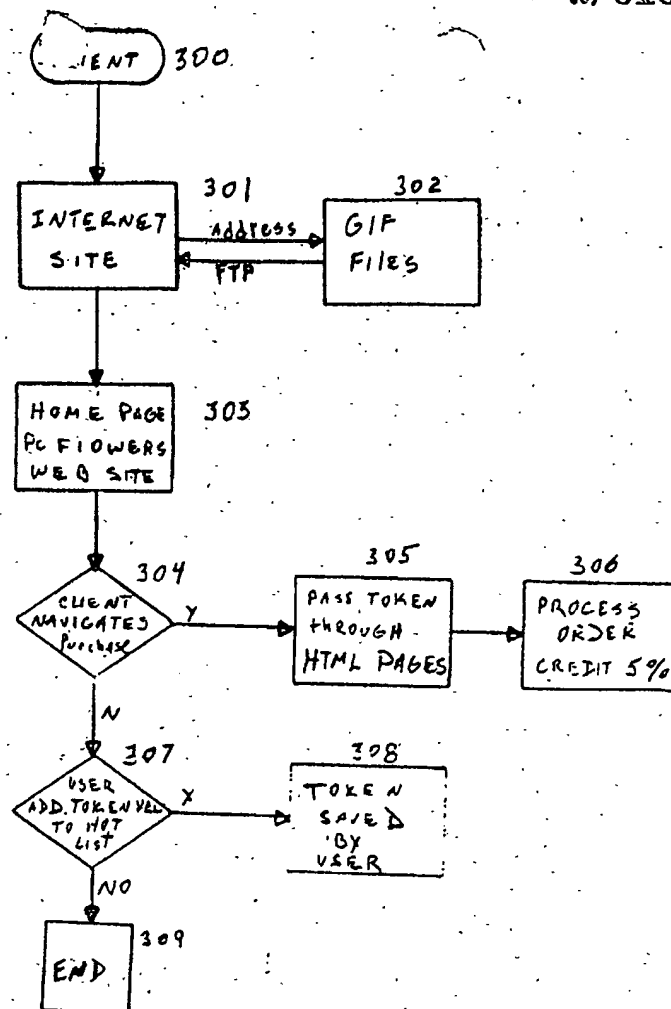 300
301
INTERNET
SITE
Address
FTP
302
GIF
FILES
HOME PAGE
PC FLOWERS
WEB SITE
303
304
CLIENT
NAVIGATES
Purchase
Y
305
PASS TOKEN
through
HTML PAGES
306
PROCESS
ORDER
CREDIT 5%
N
307
USER
ADD TOKEN
TO HOT
LIST
308
TOKEN
SAVED
BY
USER
NO
309
END